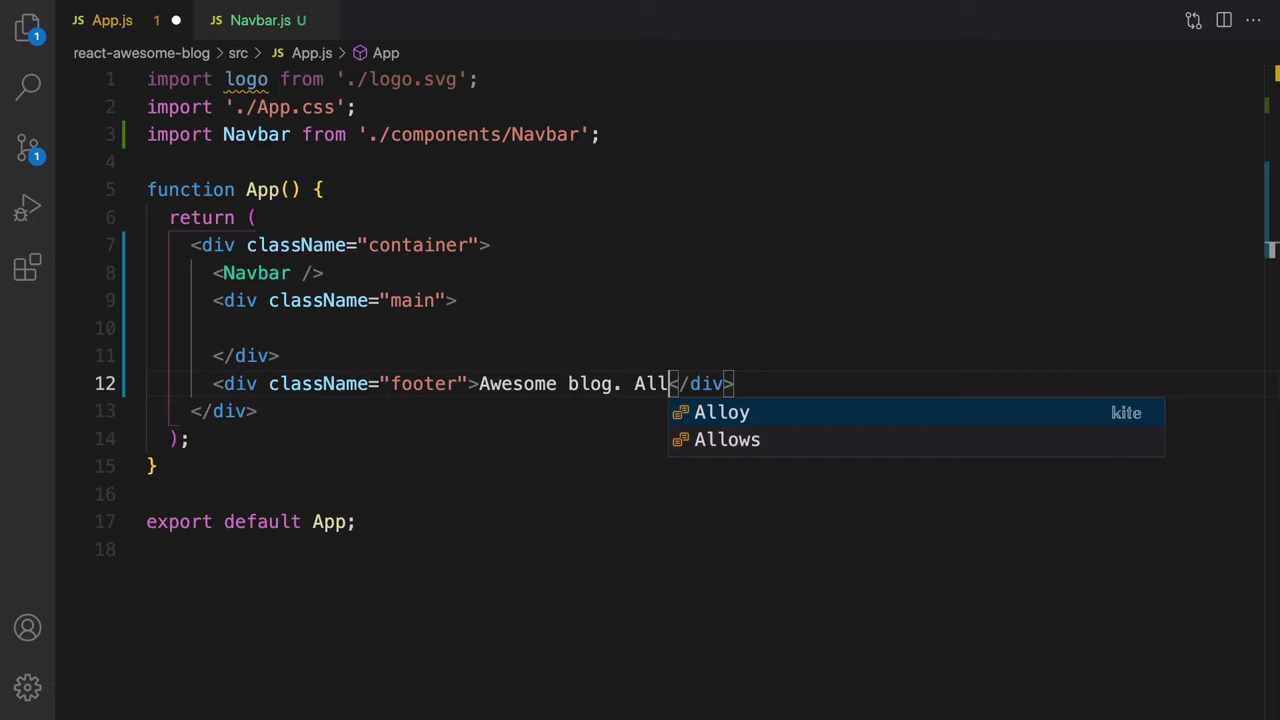 App.js 1 Navbar.js U
react-awesome-blog > src > App.js > App
1 import logo from './logo.svg';
2 import './App.css';
3 import Navbar from './components/Navbar';
4
5 function App() {
6 return (
7 <div className="container">
8 <Navbar />
9 <div className="main">
10
11 </div>
12 <div className="footer">Awesome blog. All</div>
Alloy kite
Allows
13 </div>
14 );
15 }
16
17 export default App;
18
1
1